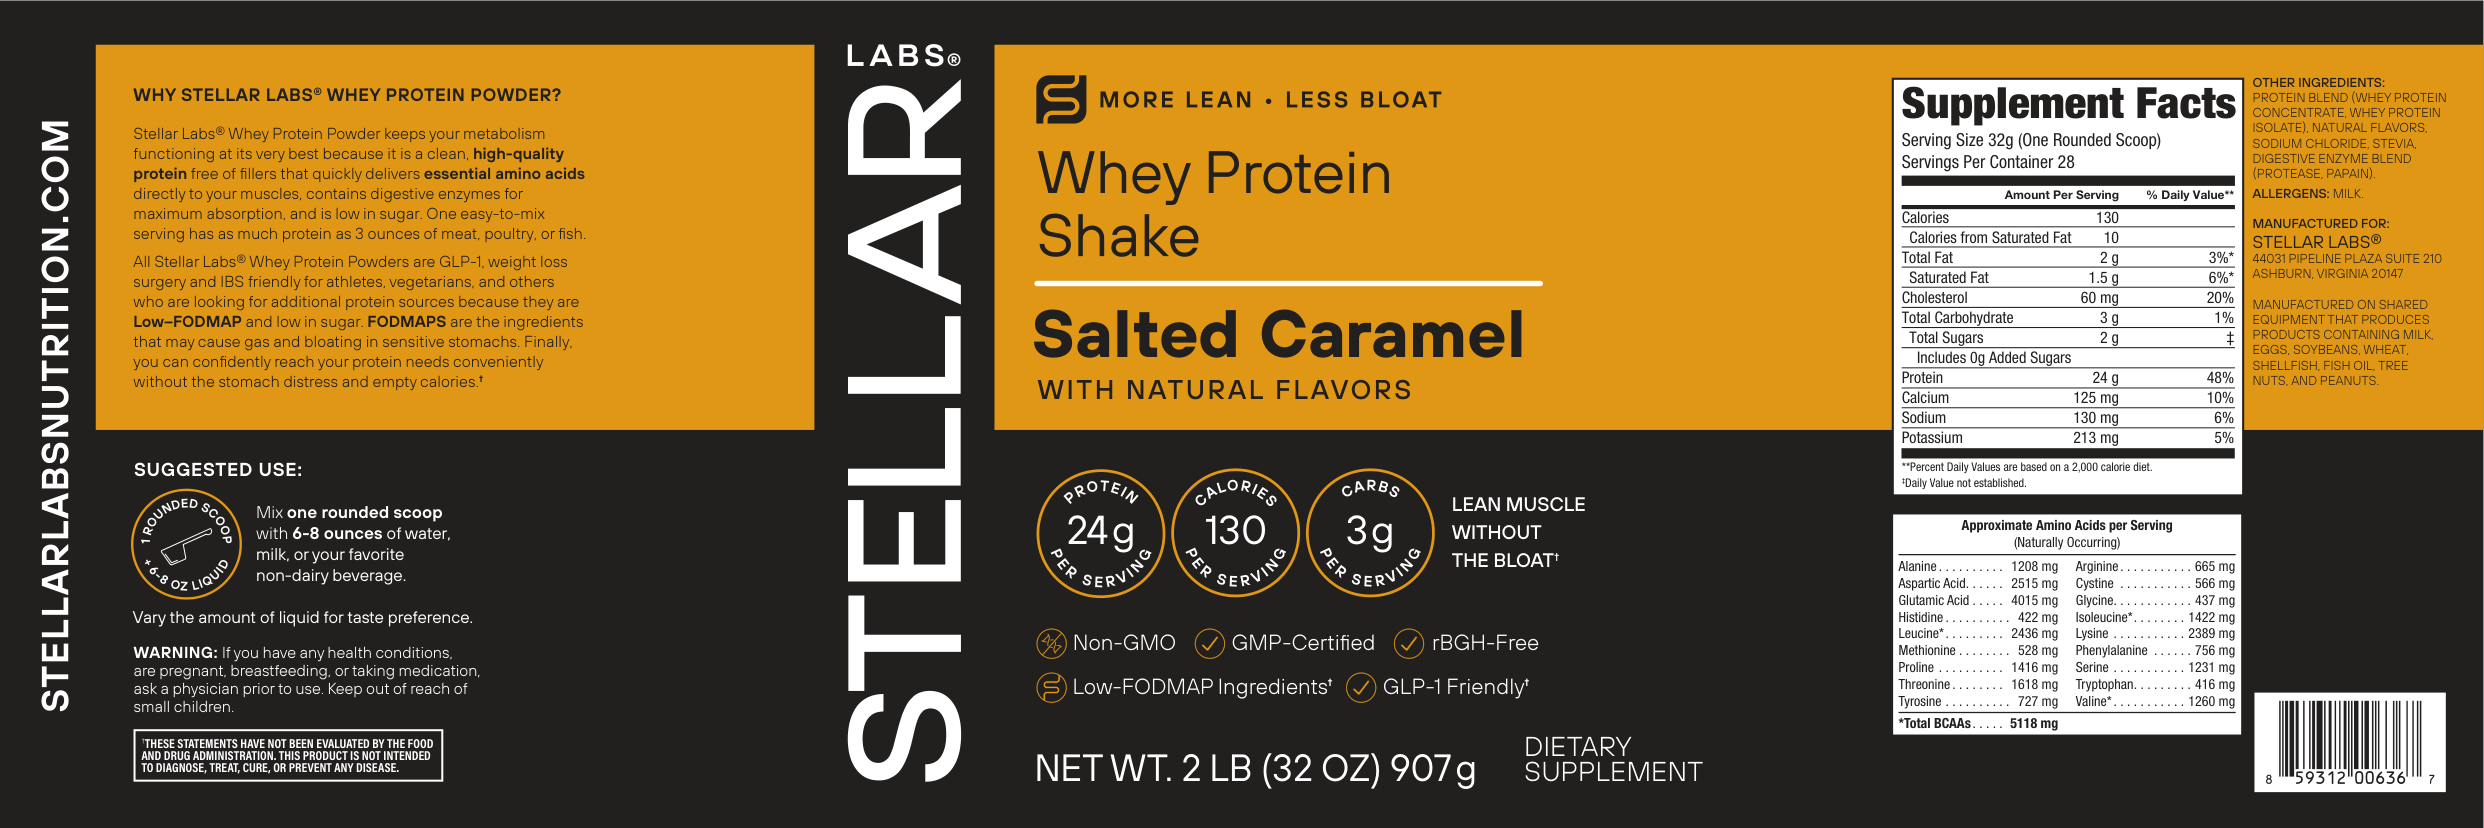 STELLARLABSNUTRITION.COM
WHY STELLAR LABS® WHEY PROTEIN POWDER?
Stellar Labs® Whey Protein Powder keeps your metabolism
functioning at its very best because it is a clean, high-quality
protein free of fillers that quickly delivers essential amino acids
directly to your muscles, contains digestive enzymes for
maximum absorption, and is low in sugar. One easy-to-mix
serving has as much protein as 3 ounces of meat, poultry, or fish.
All Stellar Labs® Whey Protein Powders are GLP-1, weight loss
surgery and IBS friendly for athletes, vegetarians, and others
who are looking for additional protein sources because they are
Low–FODMAP and low in sugar. FODMAPS are the ingredients
that may cause gas and bloating in sensitive stomachs. Finally,
you can confidently reach your protein needs conveniently
without the stomach distress and empty calories.†
SUGGESTED USE:
1 ROUNDED SCOOP
+ 6-8 OZ LIQUID
Mix one rounded scoop
with 6-8 ounces of water,
milk, or your favorite
non-dairy beverage.
Vary the amount of liquid for taste preference.
WARNING: If you have any health conditions,
are pregnant, breastfeeding, or taking medication,
ask a physician prior to use. Keep out of reach of
small children.
†THESE STATEMENTS HAVE NOT BEEN EVALUATED BY THE FOOD
AND DRUG ADMINISTRATION. THIS PRODUCT IS NOT INTENDED
TO DIAGNOSE, TREAT, CURE, OR PREVENT ANY DISEASE.
STELLAR
LABS®
MORE LEAN • LESS BLOAT
Whey Protein
Shake
Salted Caramel
WITH NATURAL FLAVORS
PROTEIN
24g
PER SERVING
CALORIES
130
PER SERVING
CARBS
3g
PER SERVING
LEAN MUSCLE
WITHOUT
THE BLOAT†
Non-GMO GMP-Certified rBGH-Free
Low-FODMAP Ingredients† GLP-1 Friendly†
NET WT. 2 LB (32 OZ) 907g
DIETARY
SUPPLEMENT
Supplement Facts
Serving Size 32g (One Rounded Scoop)
Servings Per Container 28
Amount Per Serving % Daily Value**
Calories 130
Calories from Saturated Fat 10
Total Fat 2 g 3%*
Saturated Fat 1.5 g 6%*
Cholesterol 60 mg 20%
Total Carbohydrate 3 g 1%
Total Sugars 2 g ‡
Includes 0g Added Sugars
Protein 24 g 48%
Calcium 125 mg 10%
Sodium 130 mg 6%
Potassium 213 mg 5%
**Percent Daily Values are based on a 2,000 calorie diet.
‡Daily Value not established.
Approximate Amino Acids per Serving
(Naturally Occurring)
Alanine . . . . . . . . . . 1208 mg Arginine . . . . . . . . . . . 665 mg
Aspartic Acid. . . . . . 2515 mg Cystine . . . . . . . . . . . 566 mg
Glutamic Acid . . . . . 4015 mg Glycine. . . . . . . . . . . . 437 mg
Histidine . . . . . . . . . . 422 mg Isoleucine* . . . . . . . . 1422 mg
Leucine* . . . . . . . . . 2436 mg Lysine . . . . . . . . . . . 2389 mg
Methionine . . . . . . . . 528 mg Phenylalanine . . . . . . 756 mg
Proline . . . . . . . . . . 1416 mg Serine . . . . . . . . . . . 1231 mg
Threonine . . . . . . . . 1618 mg Tryptophan. . . . . . . . . 416 mg
Tyrosine . . . . . . . . . . 727 mg Valine* . . . . . . . . . . . 1260 mg
*Total BCAAs . . . . . 5118 mg
OTHER INGREDIENTS:
PROTEIN BLEND (WHEY PROTEIN
CONCENTRATE, WHEY PROTEIN
ISOLATE), NATURAL FLAVORS,
SODIUM CHLORIDE, STEVIA,
DIGESTIVE ENZYME BLEND
(PROTEASE, PAPAIN).
ALLERGENS: MILK.
MANUFACTURED FOR:
STELLAR LABS®
44031 PIPELINE PLAZA SUITE 210
ASHBURN, VIRGINIA 20147
MANUFACTURED ON SHARED
EQUIPMENT THAT PRODUCES
PRODUCTS CONTAINING MILK,
EGGS, SOYBEANS, WHEAT,
SHELLFISH, FISH OIL, TREE
NUTS, AND PEANUTS.
8 59312 00636 7